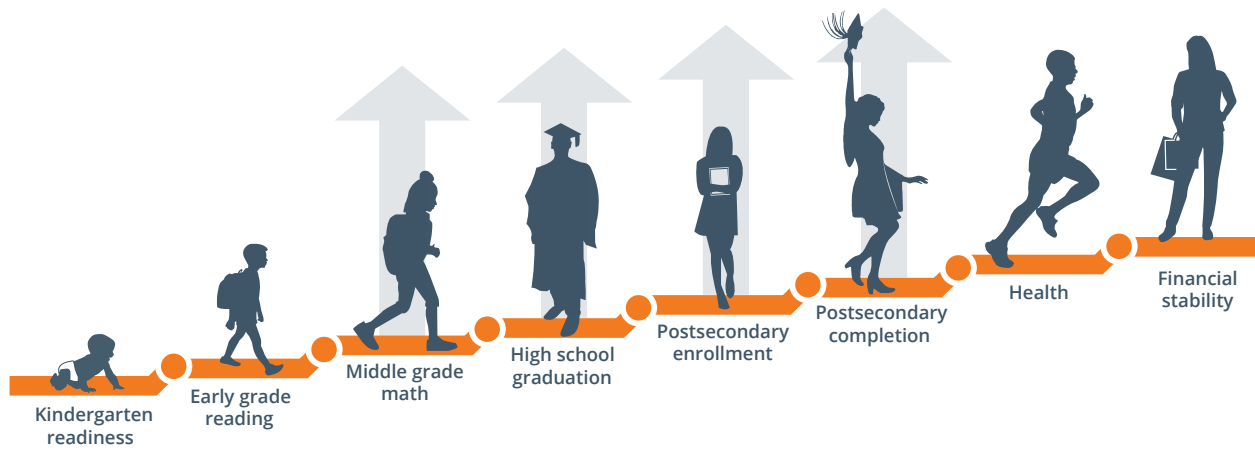 Kindergarten
readiness
Early grade
reading
Middle grade
math
High school
graduation
Postsecondary
enrollment
Postsecondary
completion
Health
Financial
stability